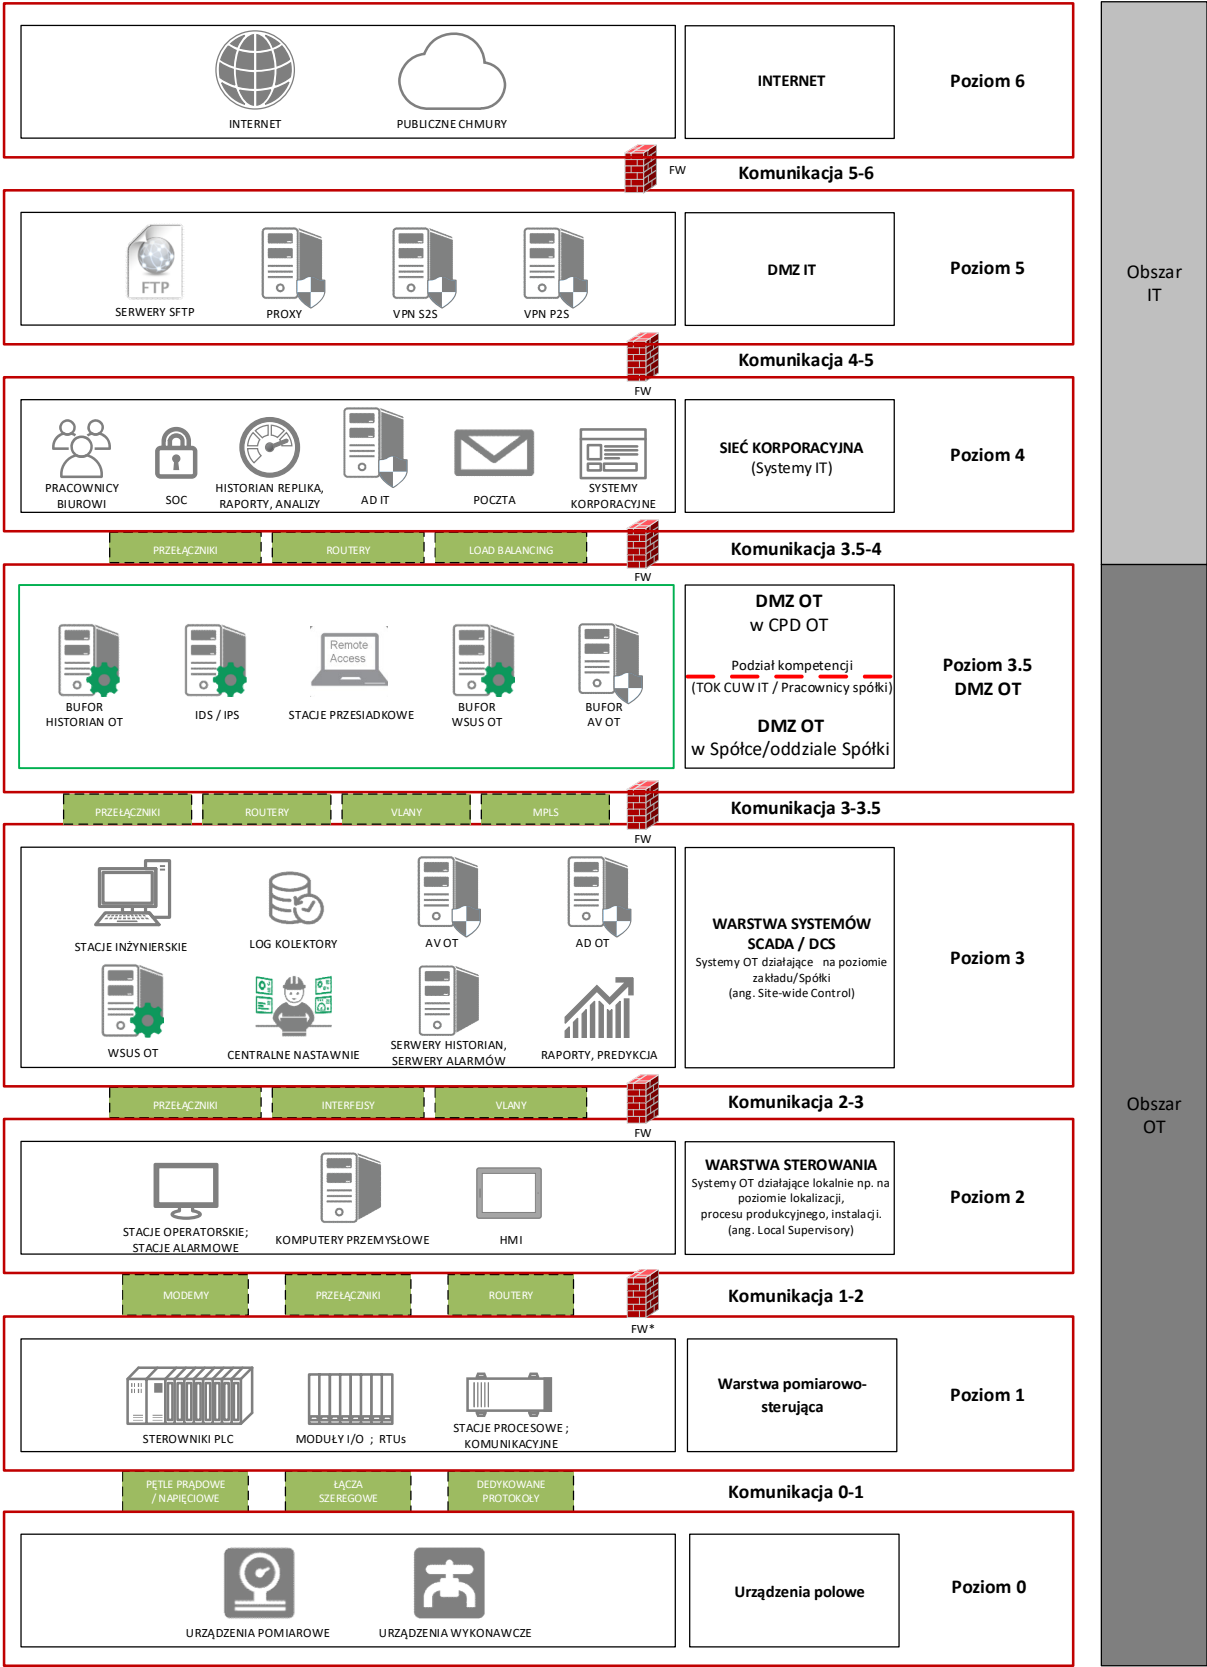 INTERNET
PUBLICZNE CHMURY
INTERNET
Poziom 6
FW
Komunikacja 5-6
FTP
SERWERY SFTP
PROXY
VPN S2S
VPN P2S
DMZ IT
Poziom 5
Obszar
IT
FW
Komunikacja 4-5
PRACOWNICY
BIUROWI
SOC
HISTORIAN REPLIKA,
RAPORTY, ANALIZY
AD IT
POCZTA
SYSTEMY
KORPORACYJNE
SIEĆ KORPORACYJNA
(Systemy IT)
Poziom 4
PRZEŁĄCZNIKI
ROUTERY
LOAD BALANCING
FW
Komunikacja 3.5-4
BUFOR
HISTORIAN OT
IDS / IPS
Remote
Access
STACJE PRZESIADKOWE
BUFOR
WSUS OT
BUFOR
AV OT
DMZ OT
w CPD OT
Podział kompetencji
(TOK CUW IT / Pracownicy spółki)
DMZ OT
w Spółce/oddziale Spółki
Poziom 3.5
DMZ OT
PRZEŁĄCZNIKI
ROUTERY
VLANY
MPLS
FW
Komunikacja 3-3.5
STACJE INŻYNIERSKIE
LOG KOLEKTORY
AV OT
AD OT
WSUS OT
CENTRALNE NASTAWNIE
SERWERY HISTORIAN,
SERWERY ALARMÓW
RAPORTY, PREDYKCJA
WARSTWA SYSTEMÓW
SCADA / DCS
Systemy OT działające na poziomie
zakładu/Spółki
(ang. Site-wide Control)
Poziom 3
Obszar
OT
PRZEŁĄCZNIKI
INTERFEJSY
VLANY
FW
Komunikacja 2-3
STACJE OPERATORSKIE;
STACJE ALARMOWE
KOMPUTERY PRZEMYSŁOWE
HMI
WARSTWA STEROWANIA
Systemy OT działające lokalnie np. na
poziomie lokalizacji,
procesu produkcyjnego, instalacji.
(ang. Local Supervisory)
Poziom 2
MODEMY
PRZEŁĄCZNIKI
ROUTERY
FW*
Komunikacja 1-2
STEROWNIKI PLC
MODUŁY I/O ; RTUs
STACJE PROCESOWE ;
KOMUNIKACYJNE
Warstwa pomiarowo-
sterująca
Poziom 1
PĘTLE PRĄDOWE
/ NAPIĘCIOWE
ŁĄCZA
SZEREGOWE
DEDYKOWANE
PROTOKOŁY
Komunikacja 0-1
URZĄDZENIA POMIAROWE
URZĄDZENIA WYKONAWCZE
Urządzenia polowe
Poziom 0